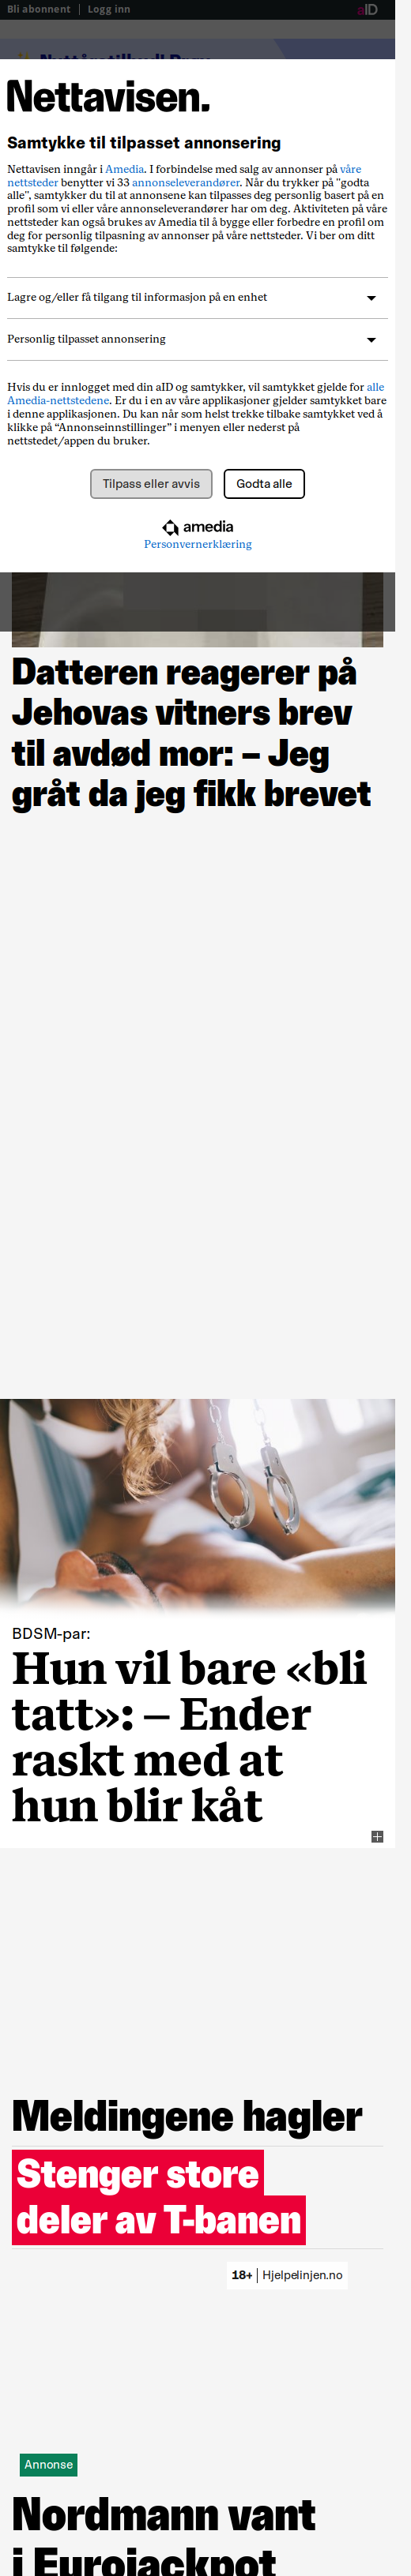 Bli abonnent | Logg inn
aID
Nettavisen.
Samtykke til tilpasset annonsering
Nettavisen inngår i Amedia. I forbindelse med salg av annonser på våre
nettsteder benytter vi 33 annonseleverandører. Når du trykker på "godta
alle", samtykker du til at annonsene kan tilpasses deg personlig basert på en
profil som vi eller våre annonseleverandører har om deg. Aktiviteten på våre
nettsteder kan også brukes av Amedia til å bygge eller forbedre en profil om
deg for personlig tilpasning av annonser på våre nettsteder. Vi ber om ditt
samtykke til følgende:
Lagre og/eller få tilgang til informasjon på en enhet
Personlig tilpasset annonsering
Hvis du er innlogget med din aID og samtykker, vil samtykket gjelde for alle
Amedia-nettstedene. Er du i en av våre applikasjoner gjelder samtykket bare
i denne applikasjonen. Du kan når som helst trekke tilbake samtykket ved å
klikke på “Annonseinnstillinger” i menyen eller nederst på
nettstedet/appen du bruker.
Tilpass eller avvis
Godta alle
amedia
Personvernerklæring
Datteren reagerer på
Jehovas vitners brev
til avdød mor: – Jeg
gråt da jeg fikk brevet
BDSM-par:
Hun vil bare «bli
tatt»: – Ender
raskt med at
hun blir kåt
Meldingene hagler
Stenger store
deler av T-banen
18+ | Hjelpelinjen.no
Annonse
Nordmann vant
i Eurojackpot